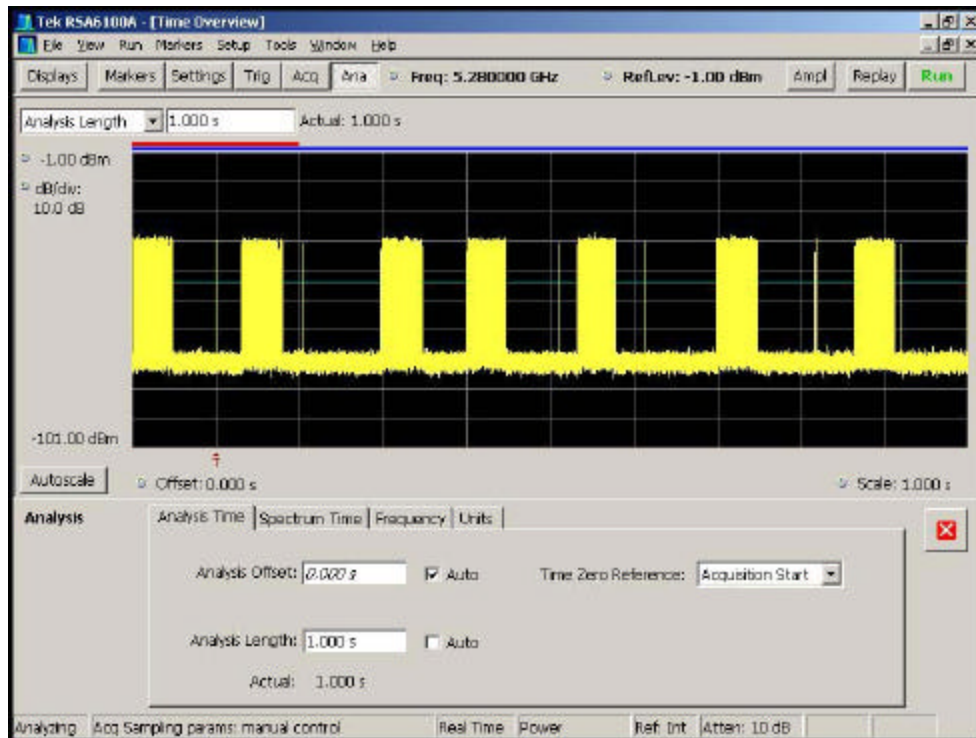 Tek RSA6100A - [Time Overview]
File View Run Markers Setup Tools Window Help
Displays Markers Settings Trig Acq Ana Freq: 5.280000 GHz RefLev: -1.00 dBm Ampl Replay Run
Analysis Length 1.000 s Actual: 1.000 s
-1.00 dBm
dB/div:
10.0 dB
-101.00 dBm
Autoscale Offset: 0.000 s Scale: 1.000 s
Analysis Analysis Time Spectrum Time Frequency Units
Analysis Offset: 0.000 s Auto Time Zero Reference: Acquisition Start
Analysis Length: 1.000 s Auto
Actual: 1.000 s
Analyzing Acq Sampling params: manual control Real Time Power Ref: Int Atten: 10 dB